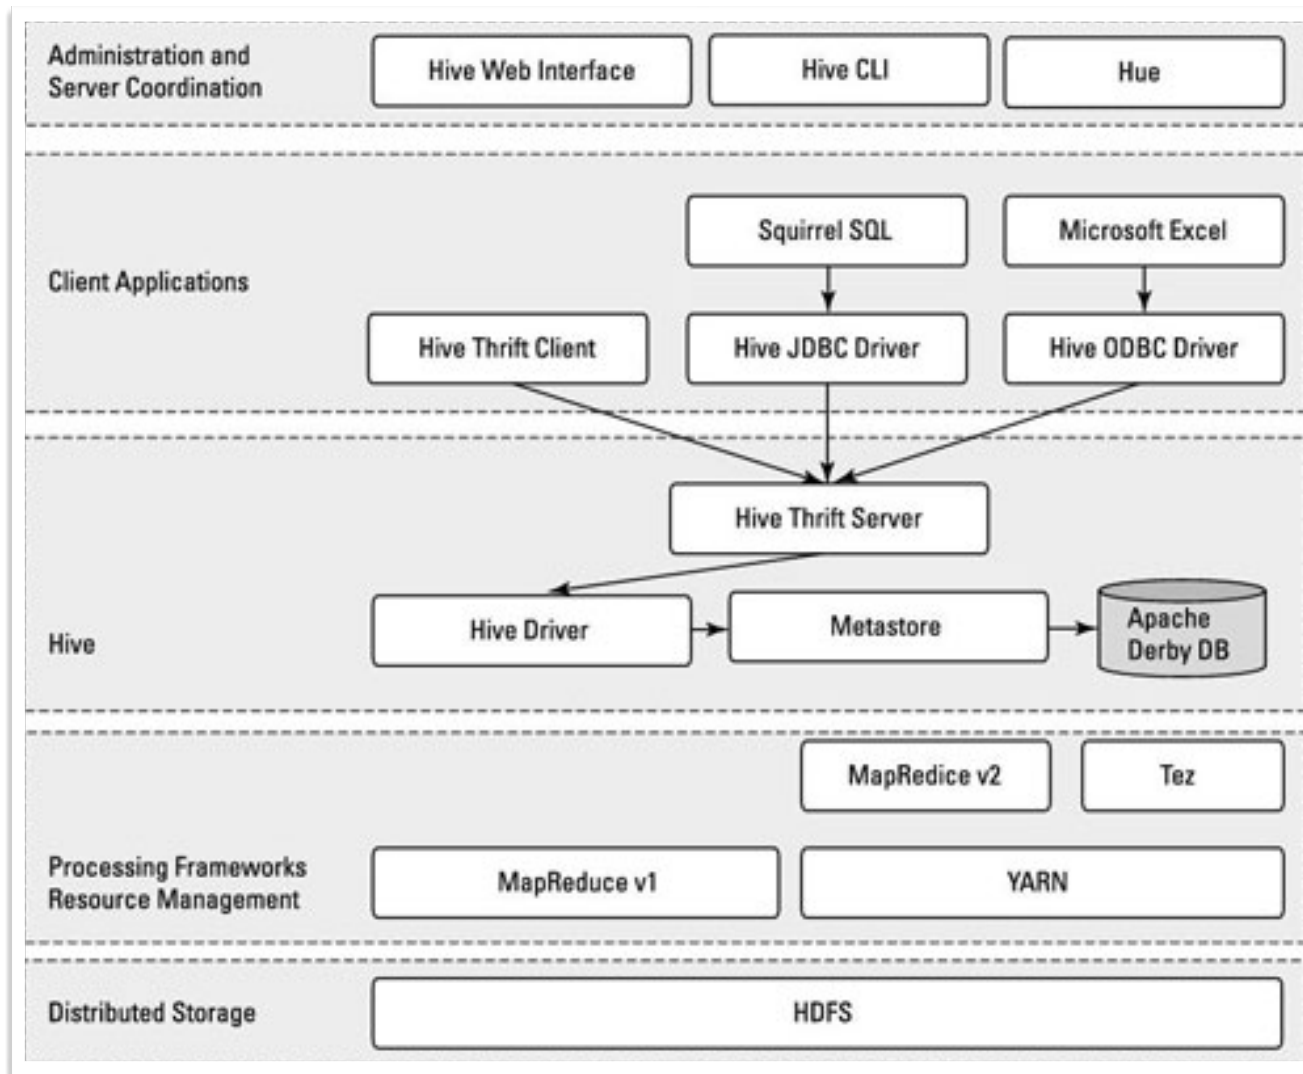 Administration and
Server Coordination
Hive Web Interface
Hive CLI
Hue
Squirrel SQL
Microsoft Excel
Client Applications
Hive Thrift Client
Hive JDBC Driver
Hive ODBC Driver
Hive Thrift Server
Hive
Hive Driver
Metastore
Apache
Derby DB
MapRedice v2
Tez
Processing Frameworks
Resource Management
MapReduce v1
YARN
Distributed Storage
HDFS